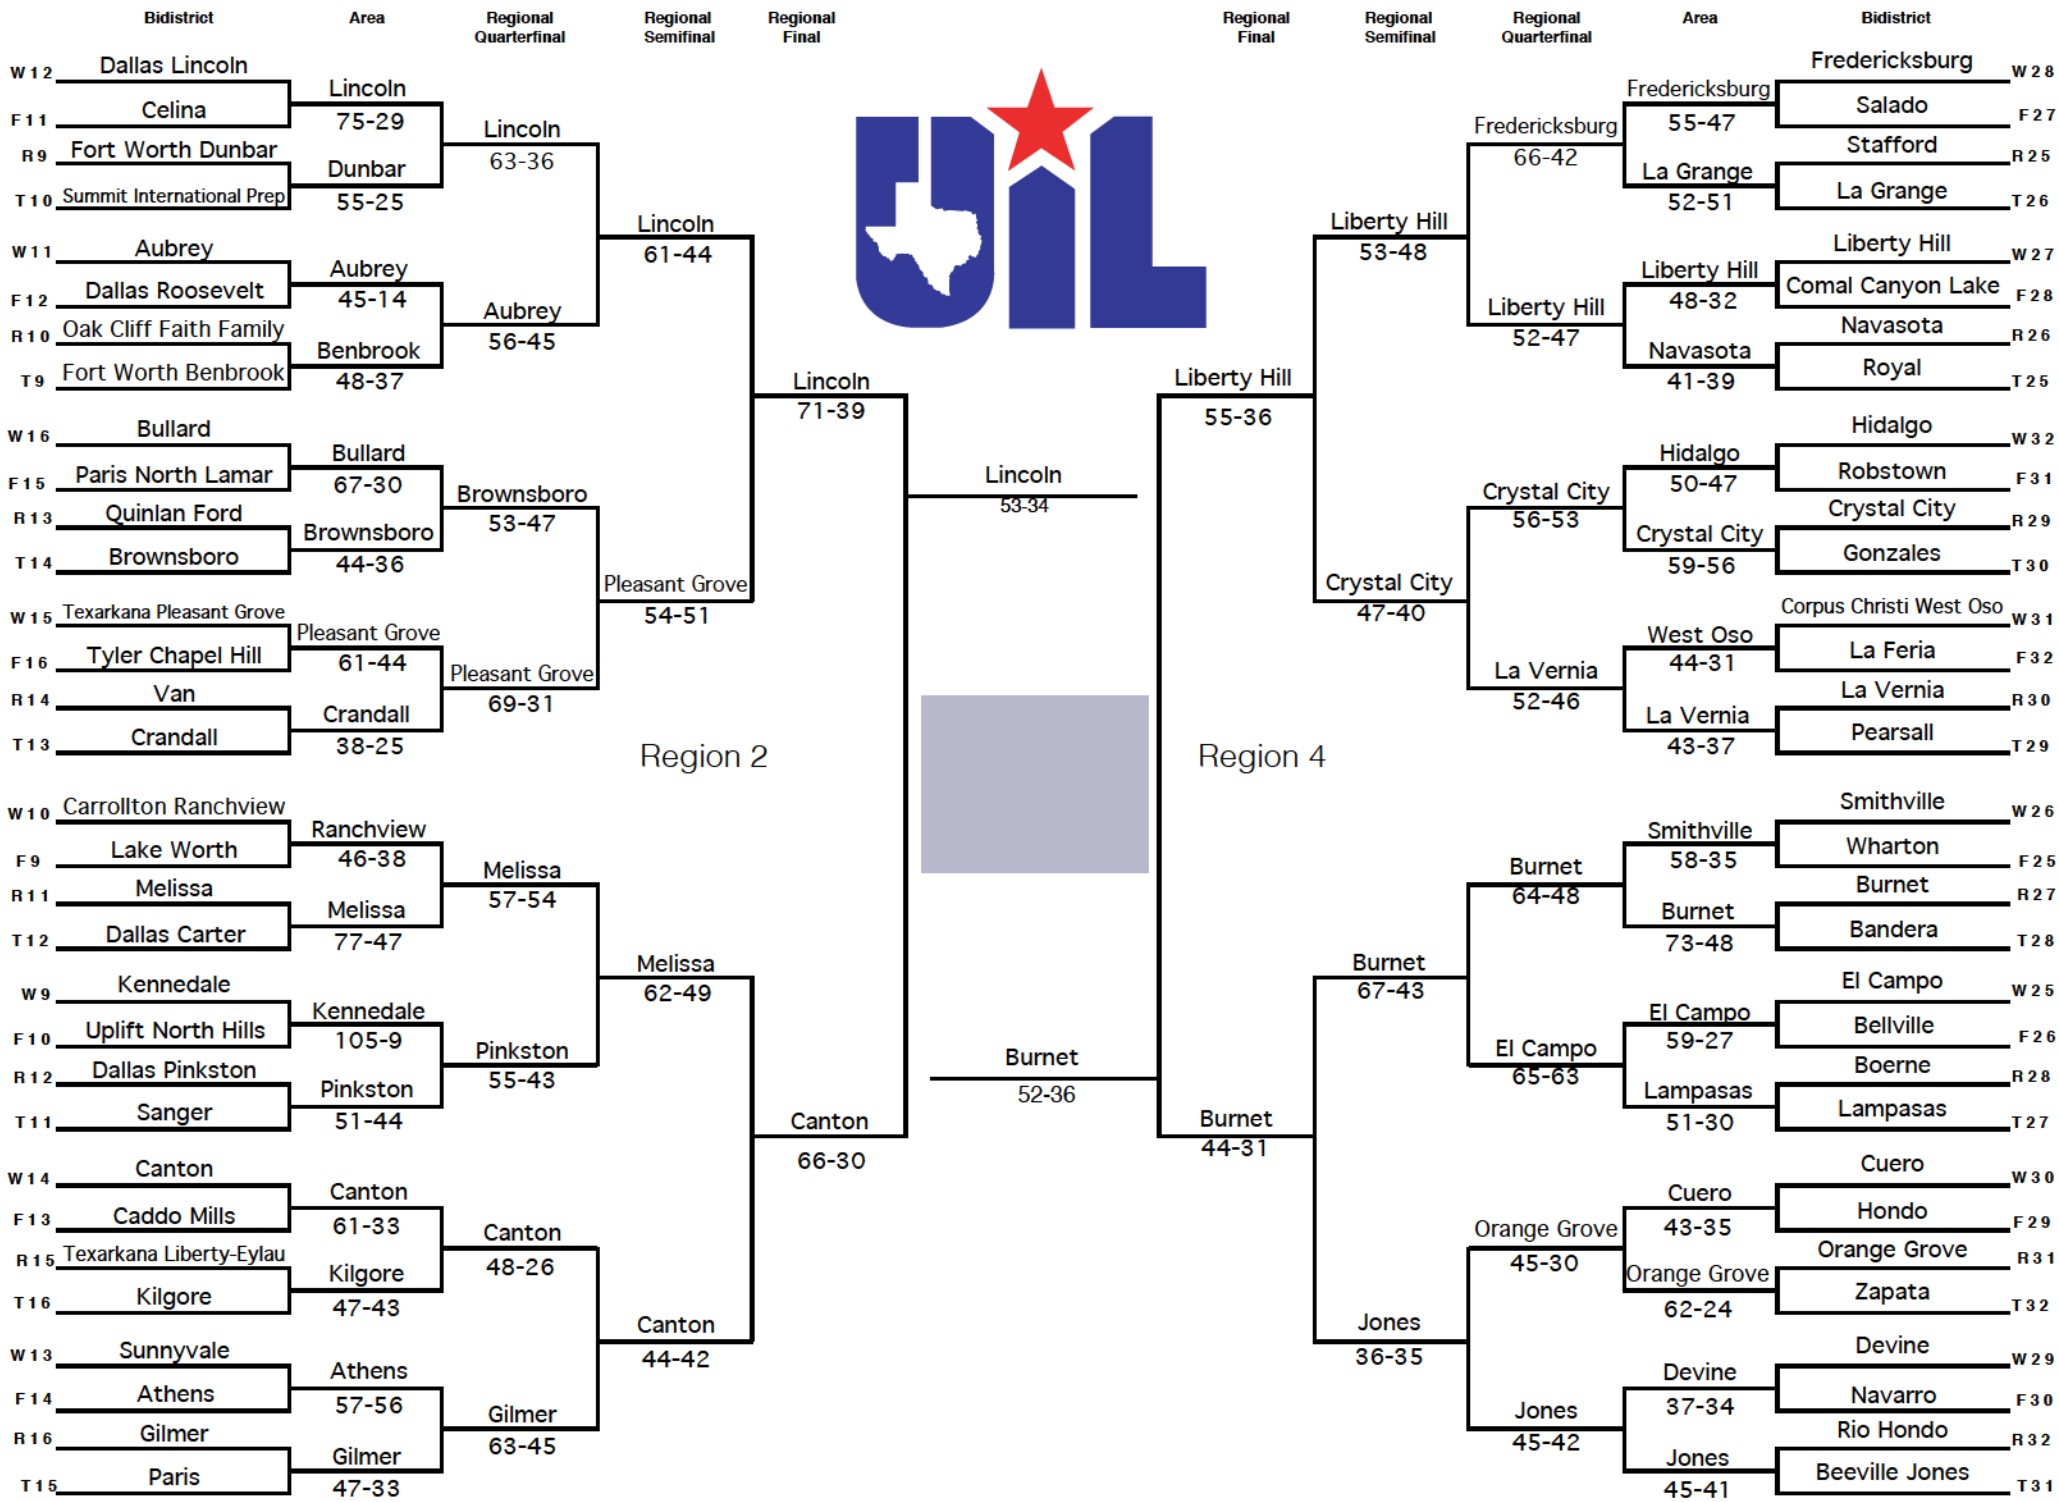 Bidistrict Area Regional Quarterfinal Regional Semifinal Regional Final
W12 Dallas Lincoln
F11 Celina
Lincoln
75-29
R9 Fort Worth Dunbar
T10 Summit International Prep
Dunbar
55-25
Lincoln
63-36
W11 Aubrey
F12 Dallas Roosevelt
Aubrey
45-14
R10 Oak Cliff Faith Family
T9 Fort Worth Benbrook
Benbrook
48-37
Aubrey
56-45
Lincoln
61-44
W16 Bullard
F15 Paris North Lamar
Bullard
67-30
R13 Quinlan Ford
T14 Brownsboro
Brownsboro
44-36
Brownsboro
53-47
W15 Texarkana Pleasant Grove
F16 Tyler Chapel Hill
Pleasant Grove
61-44
R14 Van
T13 Crandall
Crandall
38-25
Pleasant Grove
69-31
Pleasant Grove
54-51
Lincoln
71-39
Region 2
W10 Carrollton Ranchview
F9 Lake Worth
Ranchview
46-38
R11 Melissa
T12 Dallas Carter
Melissa
77-47
Melissa
57-54
W9 Kennedale
F10 Uplift North Hills
Kennedale
105-9
R12 Dallas Pinkston
T11 Sanger
Pinkston
51-44
Pinkston
55-43
Melissa
62-49
W14 Canton
F13 Caddo Mills
Canton
61-33
R15 Texarkana Liberty-Eylau
T16 Kilgore
Kilgore
47-43
Canton
48-26
W13 Sunnyvale
F14 Athens
Athens
57-56
R16 Gilmer
T15 Paris
Gilmer
47-33
Gilmer
63-45
Canton
44-42
Canton
66-30
UIL
Lincoln
53-34
Burnet
52-36
Regional Final Regional Semifinal Regional Quarterfinal Area Bidistrict
Fredericksburg W28
Salado F27
Fredericksburg
55-47
Stafford R25
La Grange T26
La Grange
52-51
Fredericksburg
66-42
Liberty Hill W27
Comal Canyon Lake F28
Liberty Hill
48-32
Navasota R26
Royal T25
Navasota
41-39
Liberty Hill
52-47
Liberty Hill
53-48
Hidalgo W32
Robstown F31
Hidalgo
50-47
Crystal City R29
Gonzales T30
Crystal City
59-56
Crystal City
56-53
Corpus Christi West Oso W31
La Feria F32
West Oso
44-31
La Vernia R30
Pearsall T29
La Vernia
43-37
La Vernia
52-46
Crystal City
47-40
Liberty Hill
55-36
Region 4
Smithville W26
Wharton F25
Smithville
58-35
Burnet R27
Bandera T28
Burnet
73-48
Burnet
64-48
El Campo W25
Bellville F26
El Campo
59-27
Boerne R28
Lampasas T27
Lampasas
51-30
El Campo
65-63
Burnet
67-43
Cuero W30
Hondo F29
Cuero
43-35
Orange Grove R31
Zapata T32
Orange Grove
62-24
Orange Grove
45-30
Devine W29
Navarro F30
Devine
37-34
Rio Hondo R32
Beeville Jones T31
Jones
45-41
Jones
45-42
Jones
36-35
Burnet
44-31